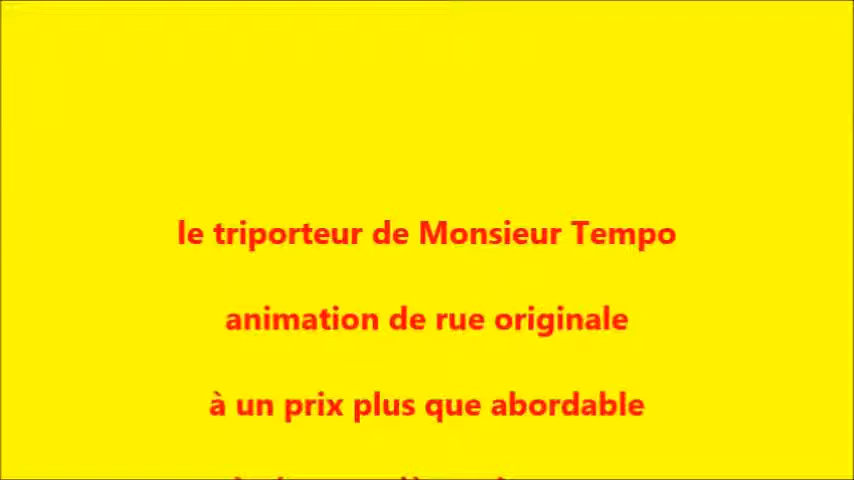 le triporteur de Monsieur Tempo
animation de rue originale
à un prix plus que abordable